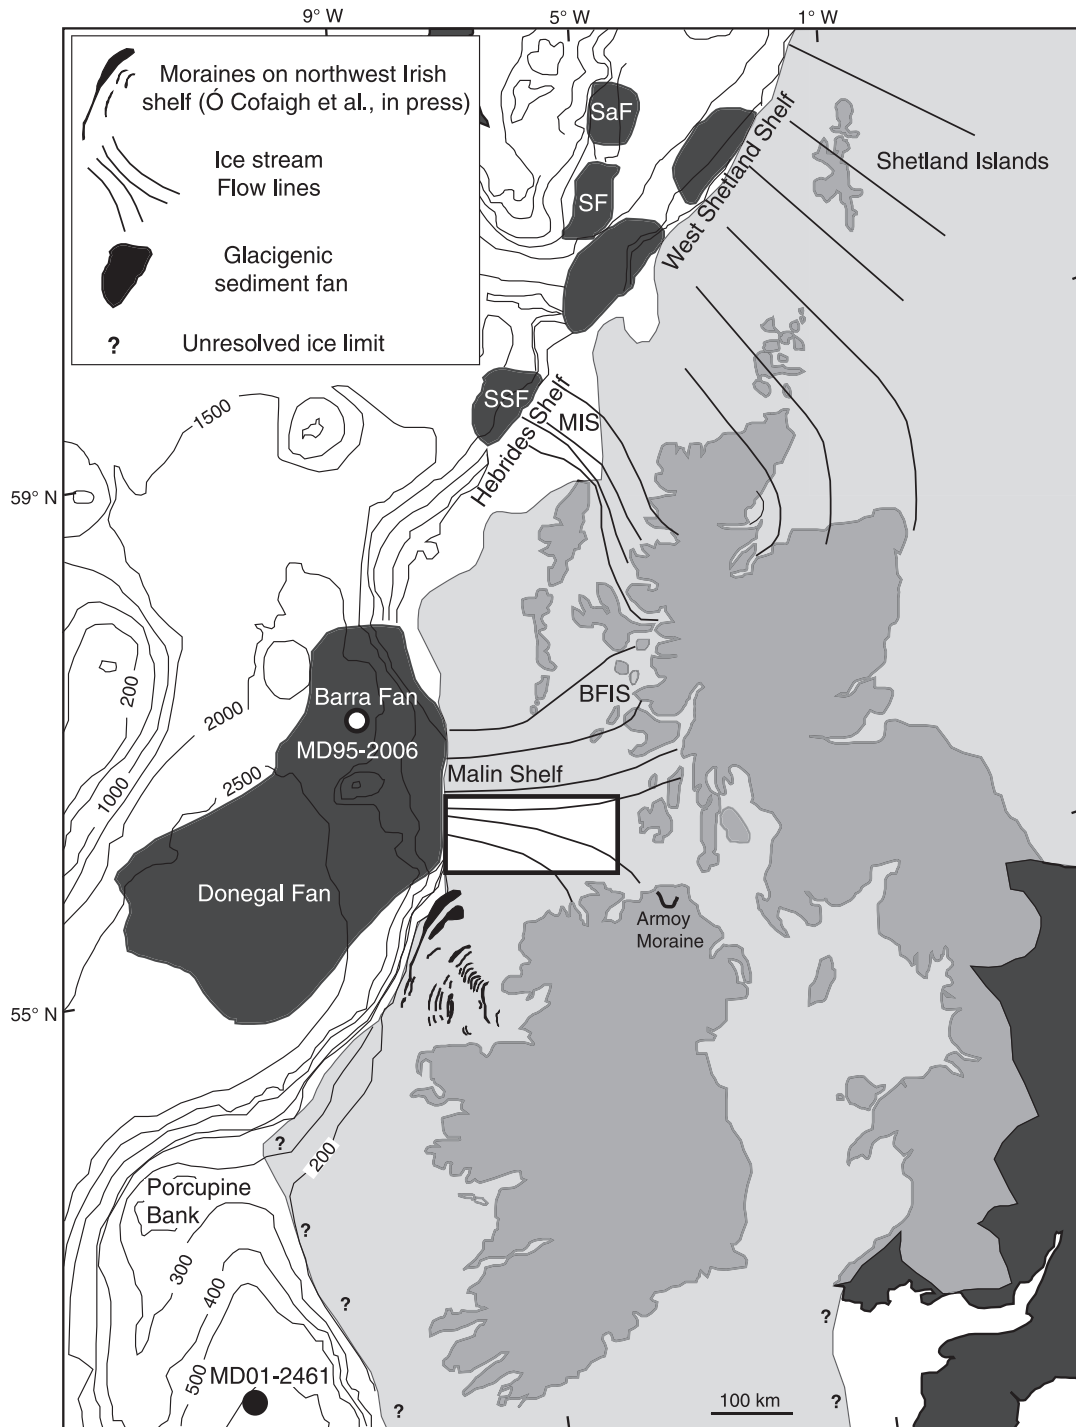 9° W
5° W
1° W
Moraines on northwest Irish
shelf (Ó Cofaigh et al., in press)
Ice stream
Flow lines
Glacigenic
sediment fan
? Unresolved ice limit
SaF
SF
West Shetland Shelf
Shetland Islands
SSF
MIS
Hebrides Shelf
1500
59° N
200
2000
1000
2500
Barra Fan
MD95-2006
BFIS
Malin Shelf
Donegal Fan
Armoy
Moraine
55° N
?
200
Porcupine
Bank
?
300
400
?
?
500
MD01-2461
100 km
?
?